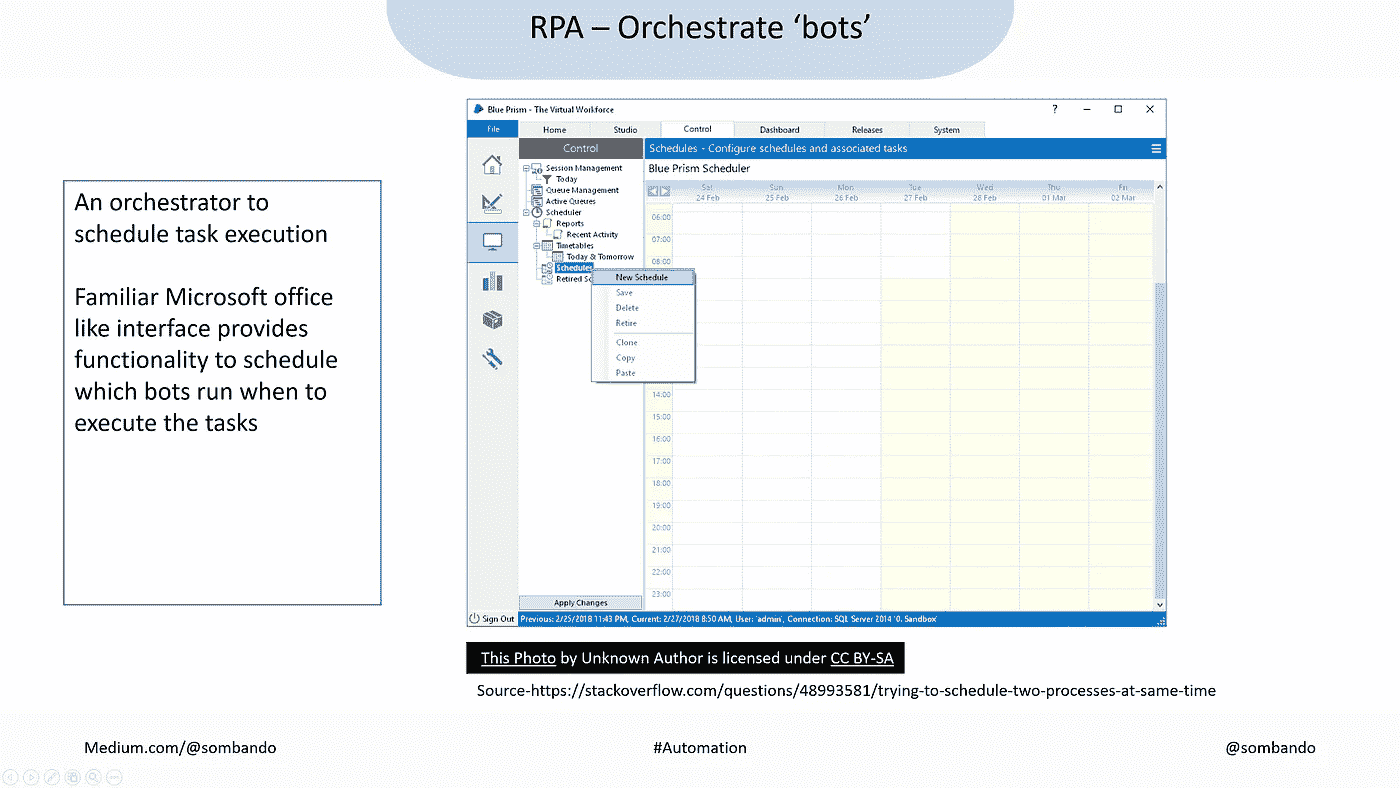 RPA – Orchestrate ‘bots’
An orchestrator to
schedule task execution
Familiar Microsoft office
like interface provides
functionality to schedule
which bots run when to
execute the tasks
Blue Prism - The Virtual Workforce
?
File
Home
Studio
Control
Dashboard
Releases
System
Control
Schedules - Configure schedules and associated tasks
Session Management
Today
Queue Management
Active Queues
Scheduler
Reports
Recent Activity
Timetables
Today & Tomorrow
Schedules
Retired Sc
New Schedule
Save
Delete
Retire
Clone
Copy
Paste
Blue Prism Scheduler
Sat Sun Mon Tue Wed Thu Fri
24 Feb 25 Feb 26 Feb 27 Feb 28 Feb 01 Mar 02 Mar
06:00
07:00
08:00
14:00
15:00
16:00
17:00
18:00
19:00
20:00
21:00
22:00
23:00
Apply Changes
Sign Out
Previous: 2/25/2018 11:43 PM, Current: 2/27/2018 8:50 AM, User: 'admin', Connection: SQL Server 2014 '0. Sandbox'
This Photo by Unknown Author is licensed under CC BY-SA
Source-https://stackoverflow.com/questions/48993581/trying-to-schedule-two-processes-at-same-time
Medium.com/@sombando
#Automation
@sombando